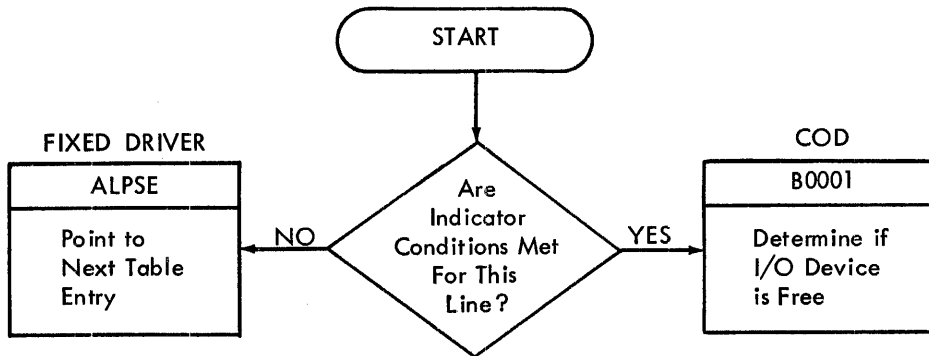 START
FIXED DRIVER
ALPSE
Point to
Next Table
Entry
NO
Are
Indicator
Conditions Met
For This
Line?
YES
COD
B0001
Determine if
I/O Device
is Free